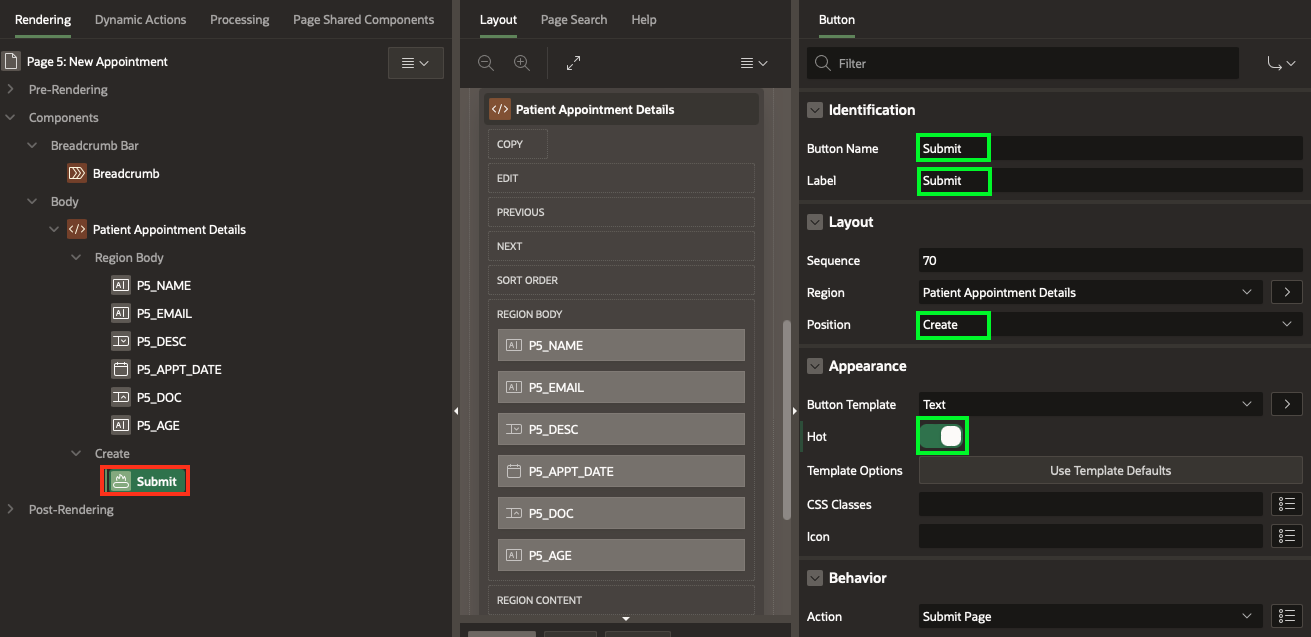 Rendering
Dynamic Actions
Processing
Page Shared Components
Page 5: New Appointment
Pre-Rendering
Components
Breadcrumb Bar
Breadcrumb
Body
Patient Appointment Details
Region Body
P5_NAME
P5_EMAIL
P5_DESC
P5_APPT_DATE
P5_DOC
P5_AGE
Create
Submit
Post-Rendering
Layout
Page Search
Help
Patient Appointment Details
COPY
EDIT
PREVIOUS
NEXT
SORT ORDER
REGION BODY
P5_NAME
P5_EMAIL
P5_DESC
P5_APPT_DATE
P5_DOC
P5_AGE
REGION CONTENT
Button
Filter
Identification
Button Name Submit
Label Submit
Layout
Sequence 70
Region Patient Appointment Details
Position Create
Appearance
Button Template Text
Hot
Template Options Use Template Defaults
CSS Classes
Icon
Behavior
Action Submit Page